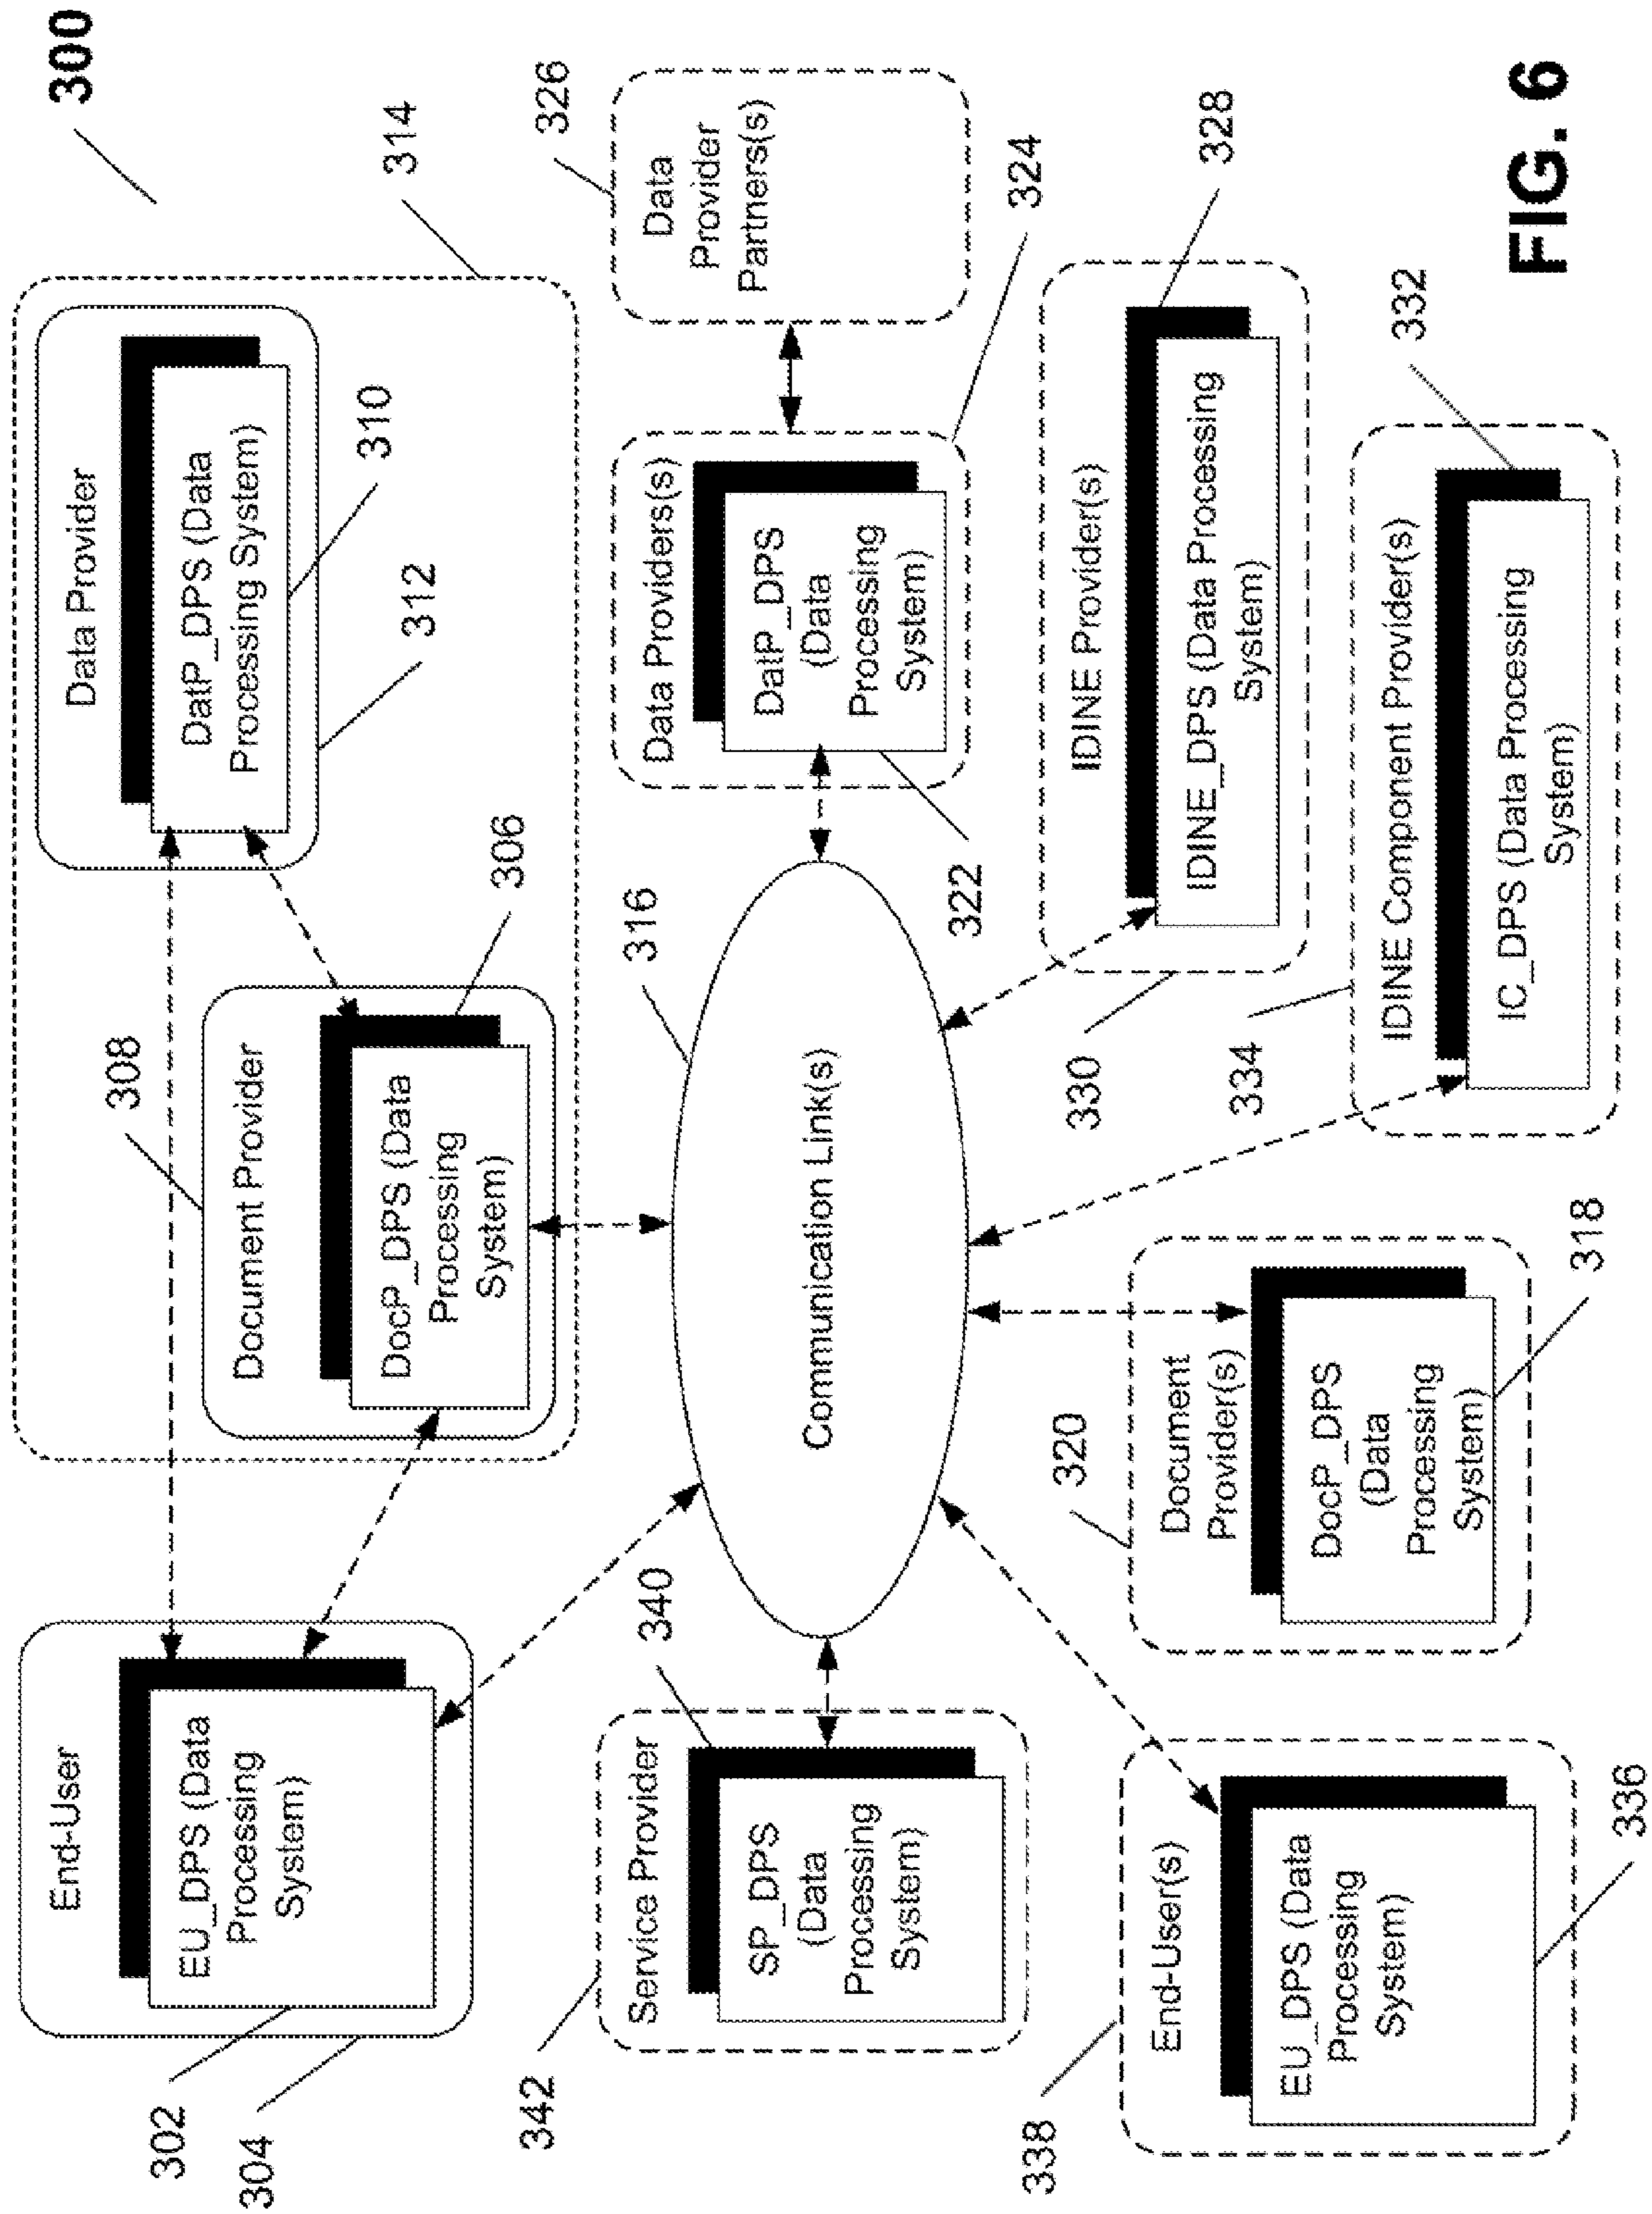 300
End-User
EU_DPS (Data
Processing
System)
302
304
314
Data Provider
DatP_DPS (Data
Processing System)
310
312
308
Document Provider
DocP_DPS (Data
Processing
System)
306
342
Service Provider
SP_DPS
(Data
Processing
System)
340
316
Communication Link(s)
Data Providers(s)
DatP_DPS
(Data
Processing
System)
322
324
326
Data
Provider
Partners(s)
338
End-User(s)
EU_DPS (Data
Processing
System)
336
320
Document
Provider(s)
DocP_DPS
(Data
Processing
System)
318
330
IDINE Provider(s)
IDINE_DPS (Data Processing
System)
328
334
IDINE Component Provider(s)
IC_DPS (Data Processing
System)
332
FIG. 6